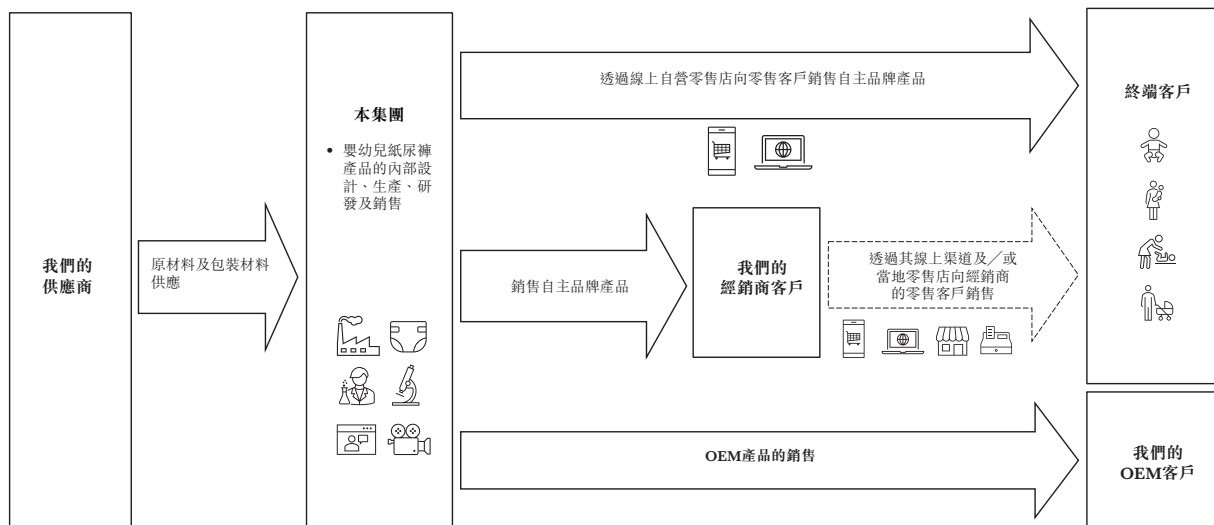 我們的
供應商
原材料及包裝材料
供應
本集團
• 嬰幼兒紙尿褲
產品的內部設
計、生產、研
發及銷售
透過線上自營零售店向零售客戶銷售自主品牌產品
銷售自主品牌產品
我們的
經銷商客戶
透過其線上渠道及╱或
當地零售店向經銷商
的零售客戶銷售
OEM產品的銷售
終端客戶
我們的
OEM客戶